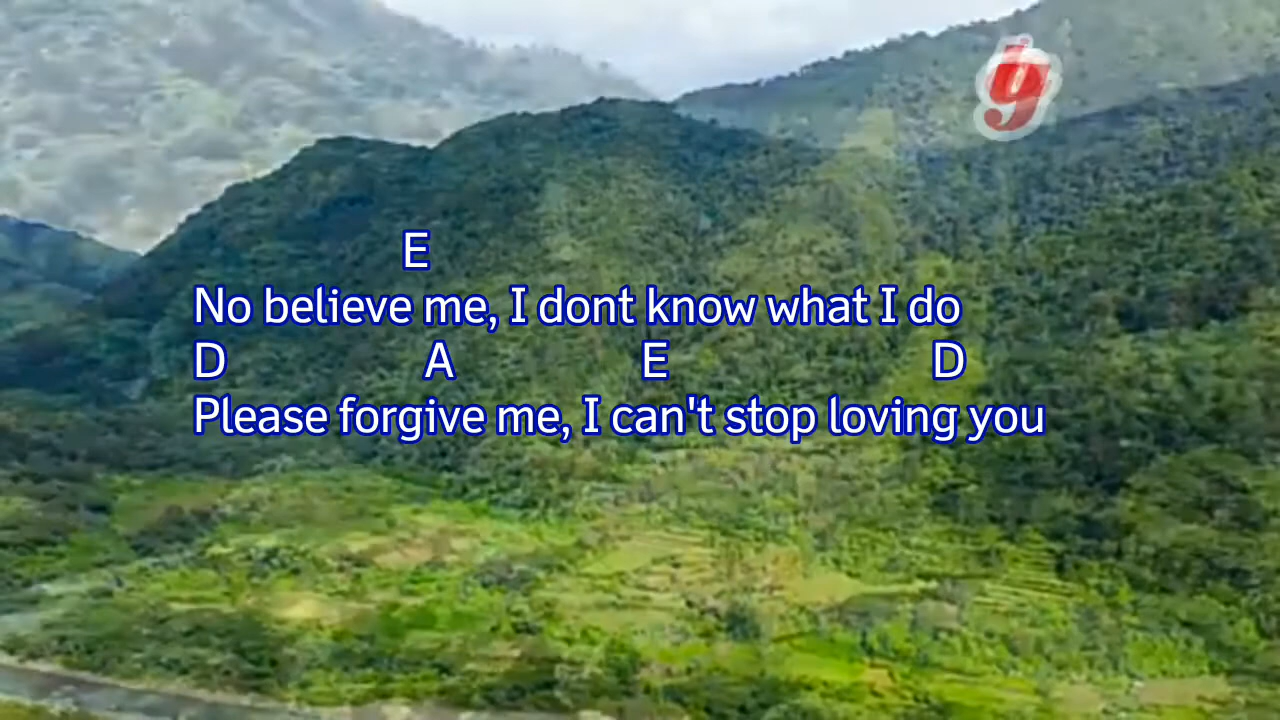 y
E
No believe me, I dont know what I do
D A E D
Please forgive me, I can't stop loving you